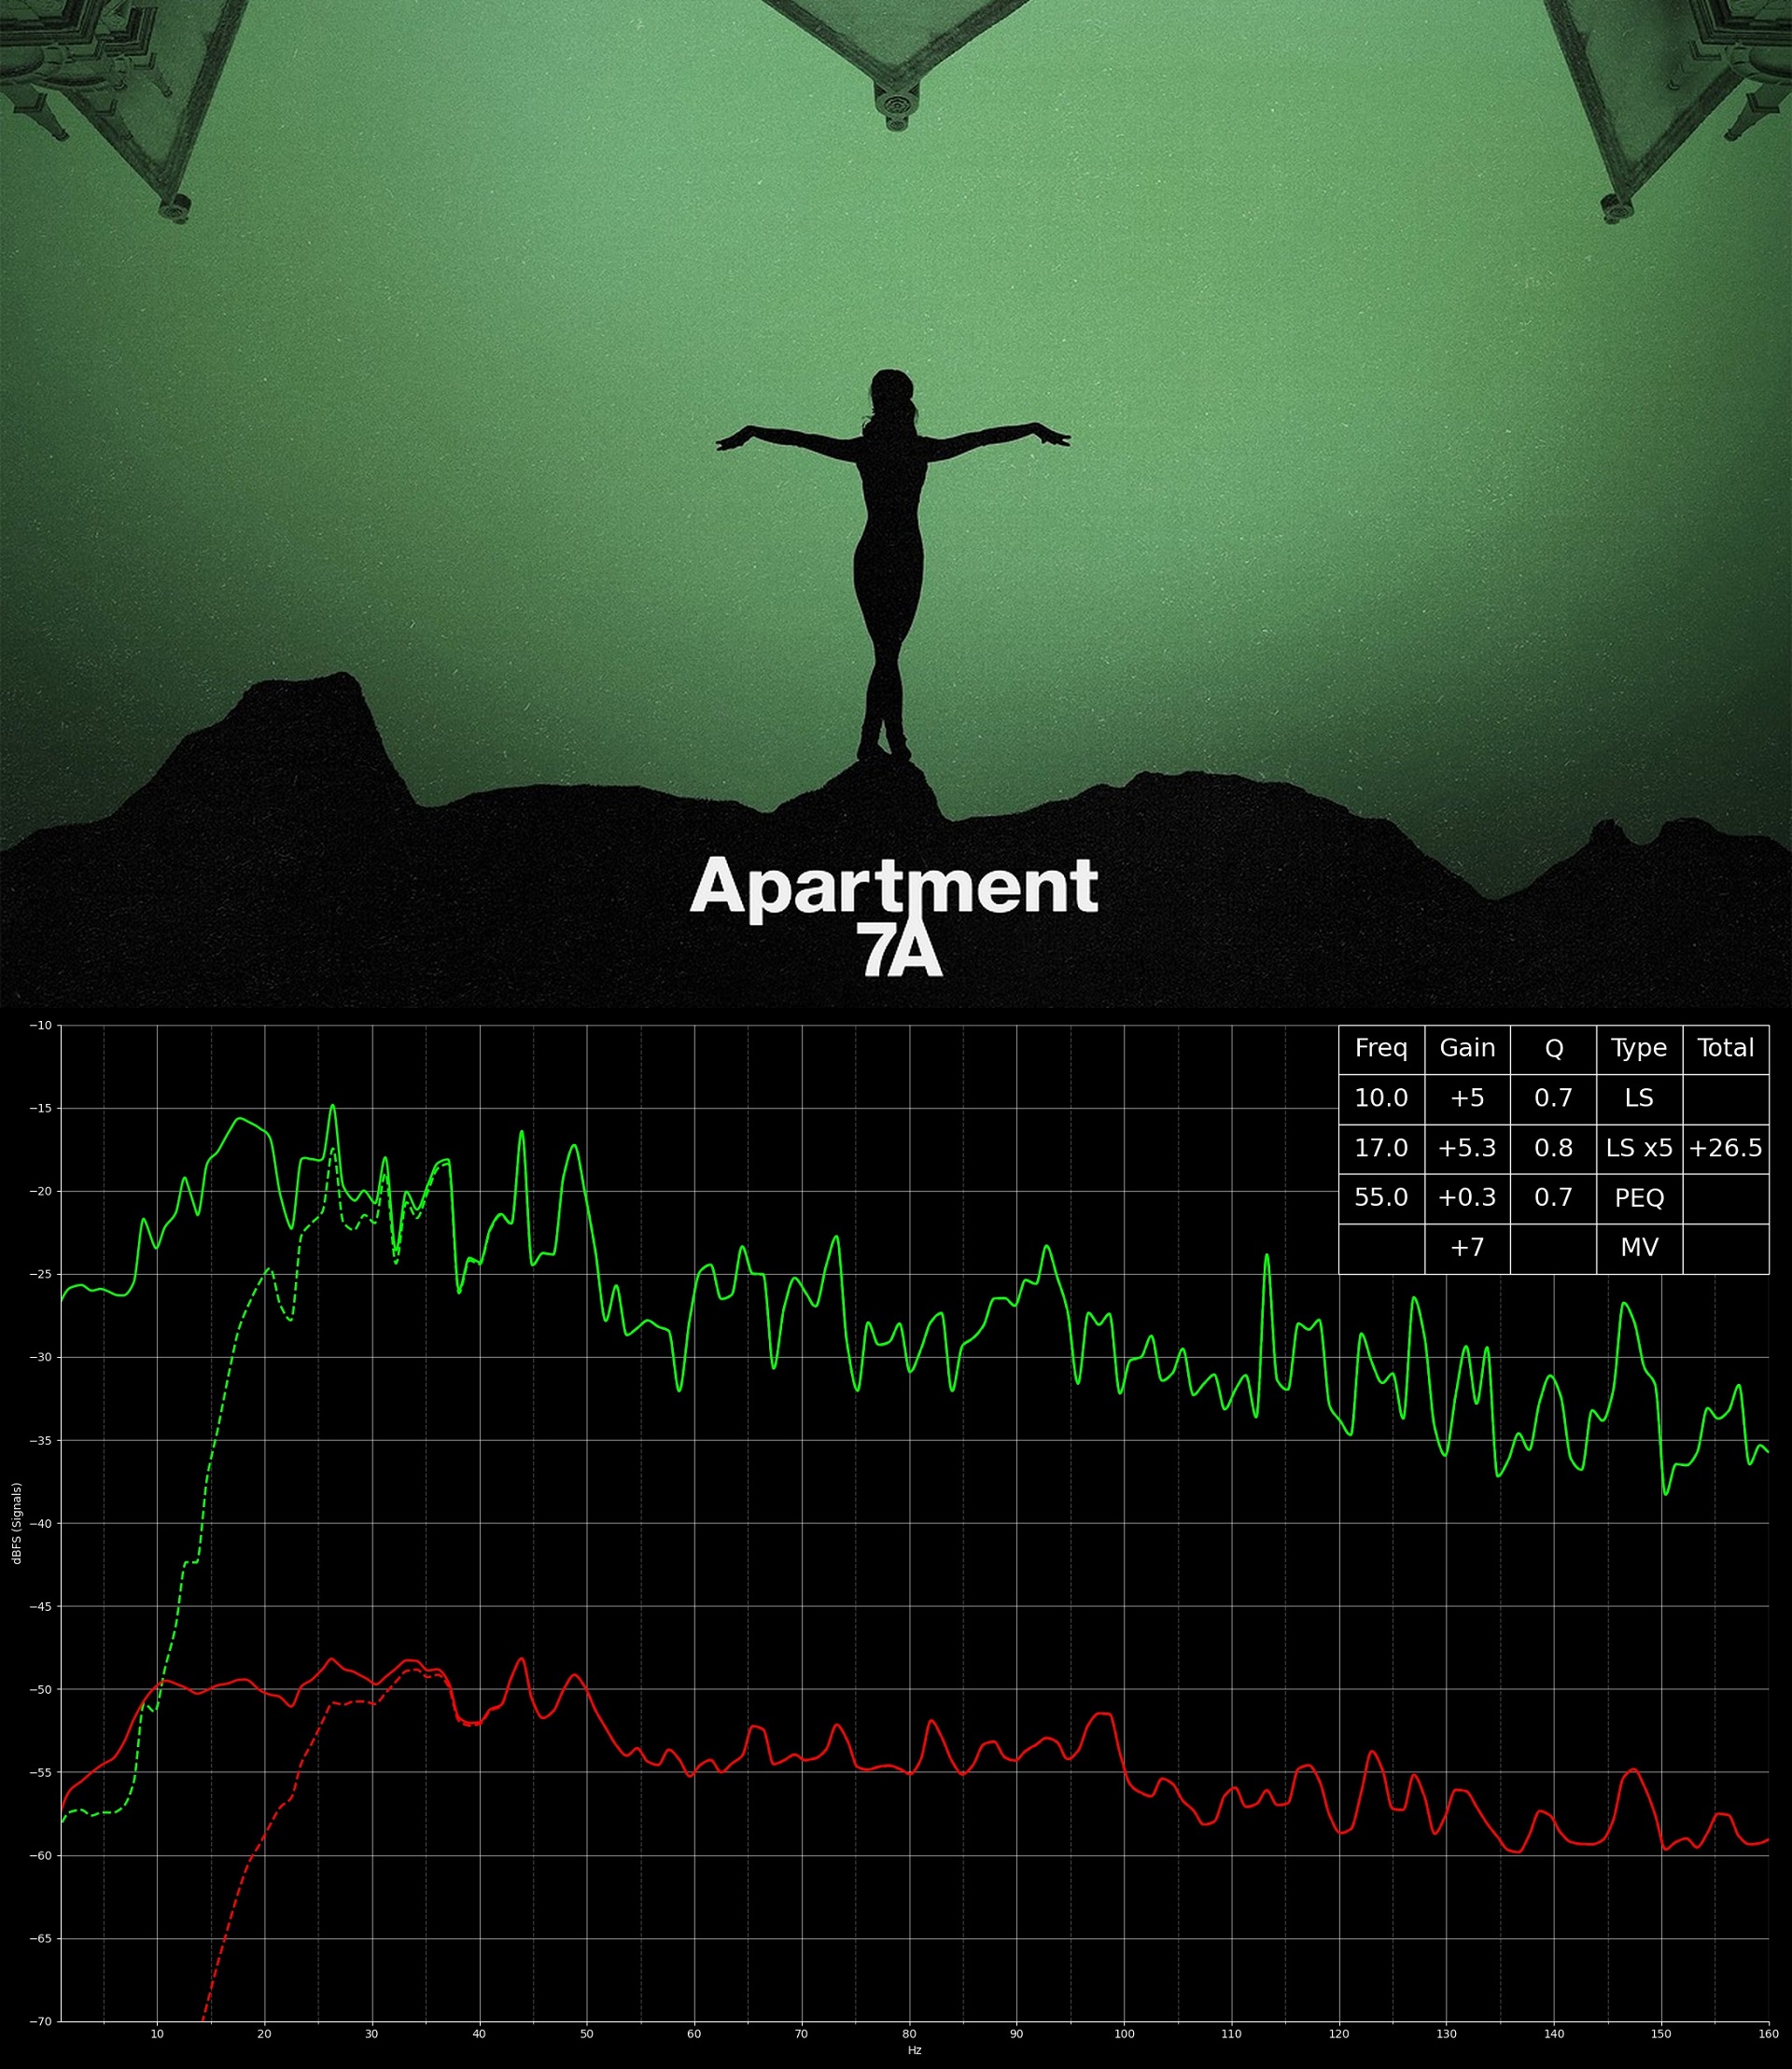 Apartment
7A
Freq Gain Q Type Total
10.0 +5 0.7 LS
17.0 +5.3 0.8 LS x5 +26.5
55.0 +0.3 0.7 PEQ
+7 MV
−10
−15
−20
−25
−30
−35
−40
−45
−50
−55
−60
−65
−70
dBFS (Signals)
10 20 30 40 50 60 70 80 90 100 110 120 130 140 150 160
Hz